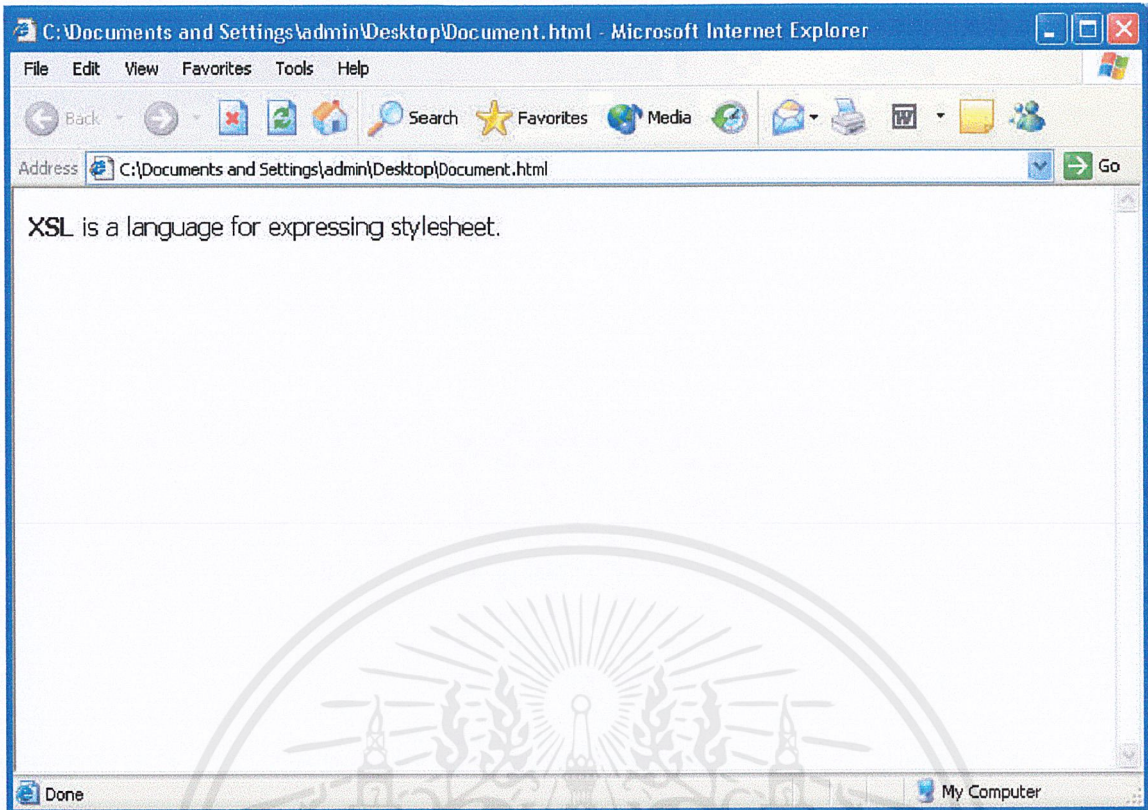 C:\Documents and Settings\admin\Desktop\Document.html - Microsoft Internet Explorer
File Edit View Favorites Tools Help
Back Search Favorites Media W
Address C:\Documents and Settings\admin\Desktop\Document.html Go
XSL is a language for expressing stylesheet.
Done My Computer